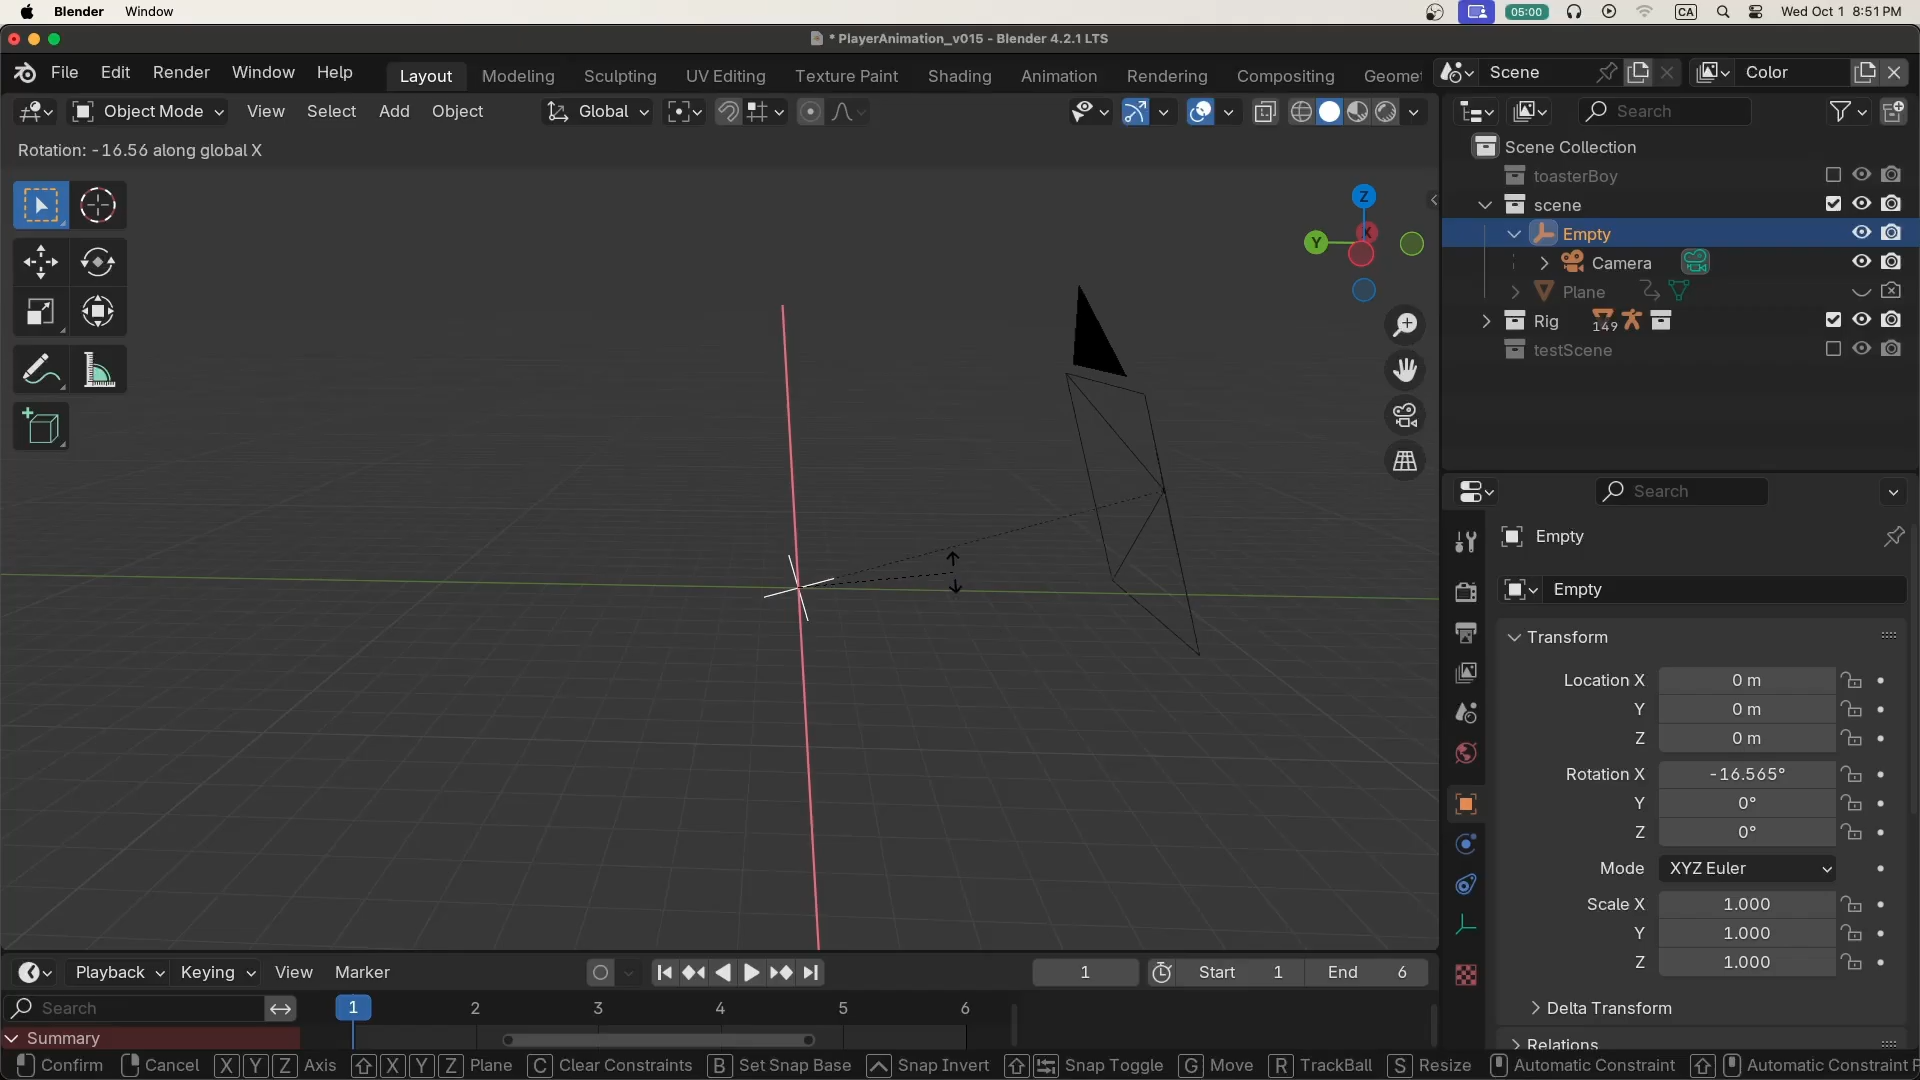 Blender Window 05:00 CA Wed Oct 1 8:51 PM
* PlayerAnimation_v015 - Blender 4.2.1 LTS
File Edit Render Window Help Layout Modeling Sculpting UV Editing Texture Paint Shading Animation Rendering Compositing Geomet Scene Color
Object Mode View Select Add Object Global Search
Rotation: -16.56 along global X
Scene Collection
toasterBoy
scene
Empty
Camera
Plane
Rig 149
testScene
Z
Y
X
Search
Empty
Empty
Transform
Location X 0 m
Y 0 m
Z 0 m
Rotation X -16.565°
Y 0°
Z 0°
Mode XYZ Euler
Scale X 1.000
Y 1.000
Z 1.000
Delta Transform
Relations
Playback Keying View Marker 1 Start 1 End 6
Search 1 2 3 4 5 6
Summary
Confirm Cancel X Y Z Axis X Y Z Plane C Clear Constraints B Set Snap Base Snap Invert Snap Toggle G Move R TrackBall S Resize Automatic Constraint Automatic Constraint P